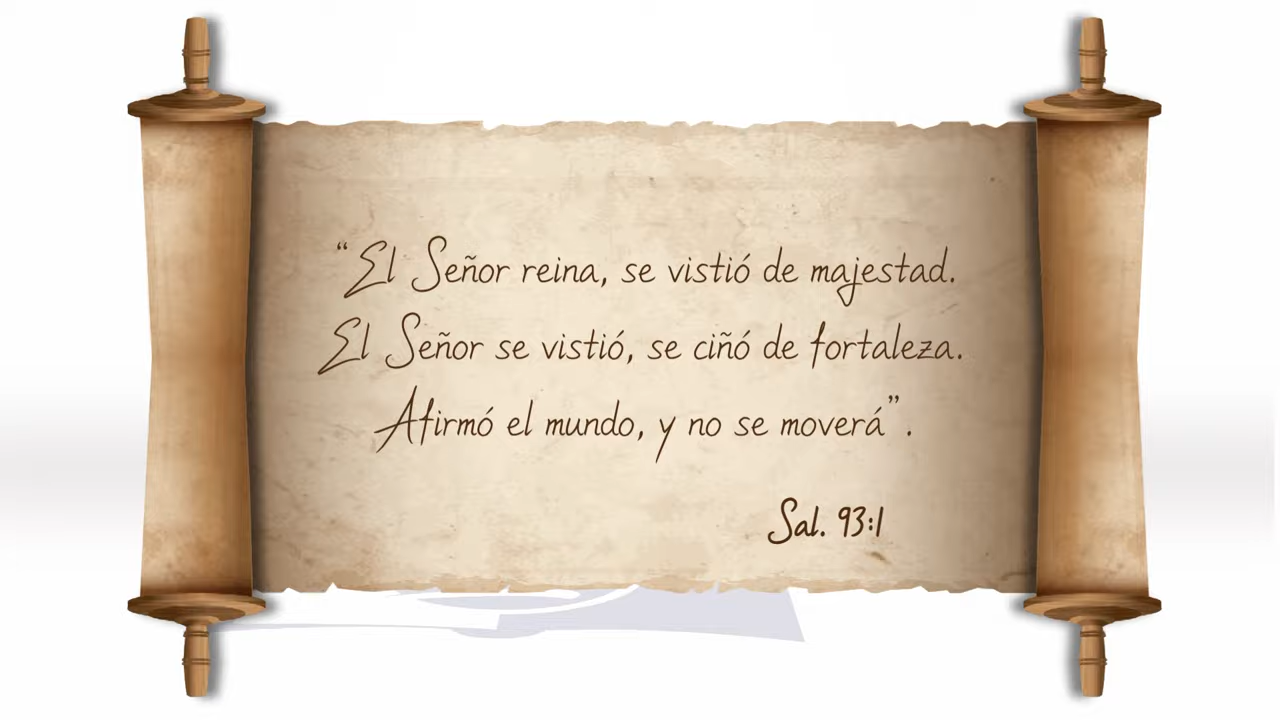 “El Señor reina, se vistió de majestad.
El Señor se vistió, se ciñó de fortaleza.
Afirmó el mundo, y no se moverá”.
Sal. 93:1